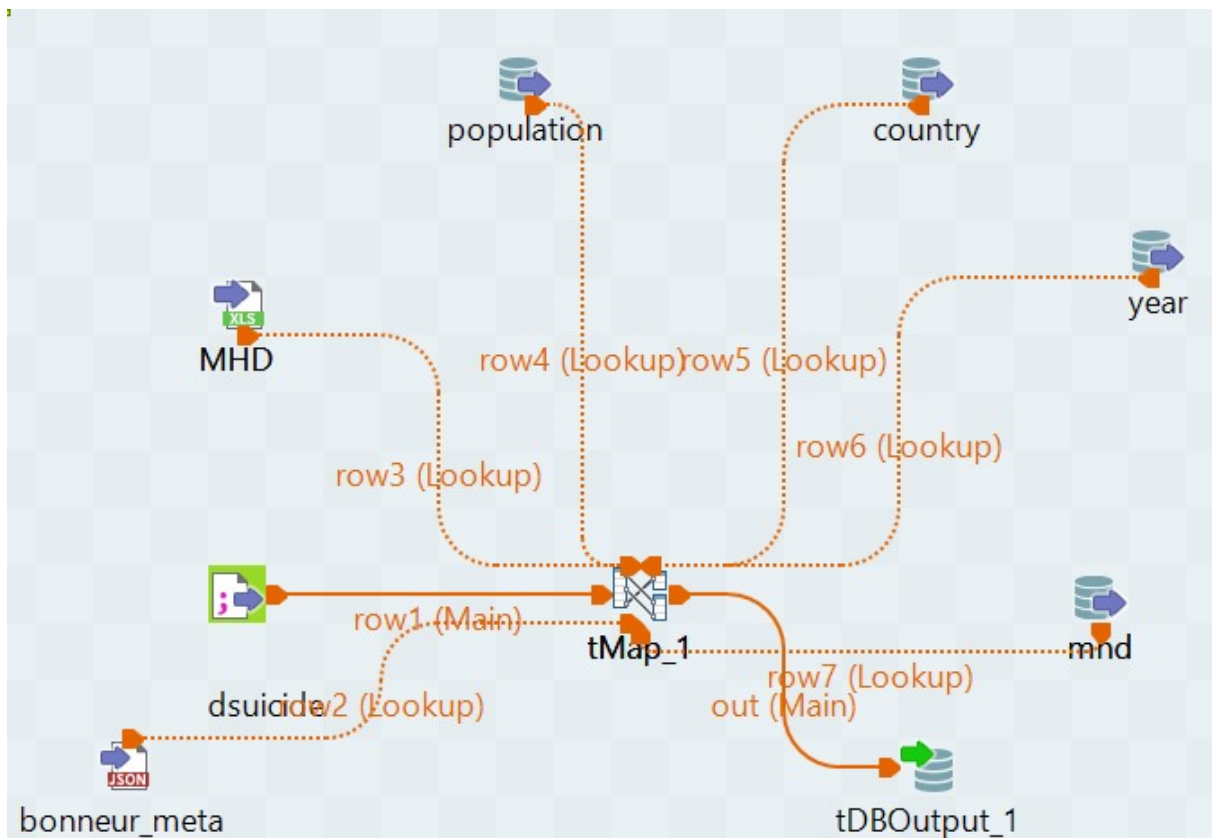 population
country
year
XLS
MHD
row4 (Lookup)
row5 (Lookup)
row6 (Lookup)
row3 (Lookup)
;
row1 (Main)
tMap_1
mhd
row7 (Lookup)
dsuicide
row2 (Lookup)
out (Main)
JSON
bonneur_meta
tDBOutput_1